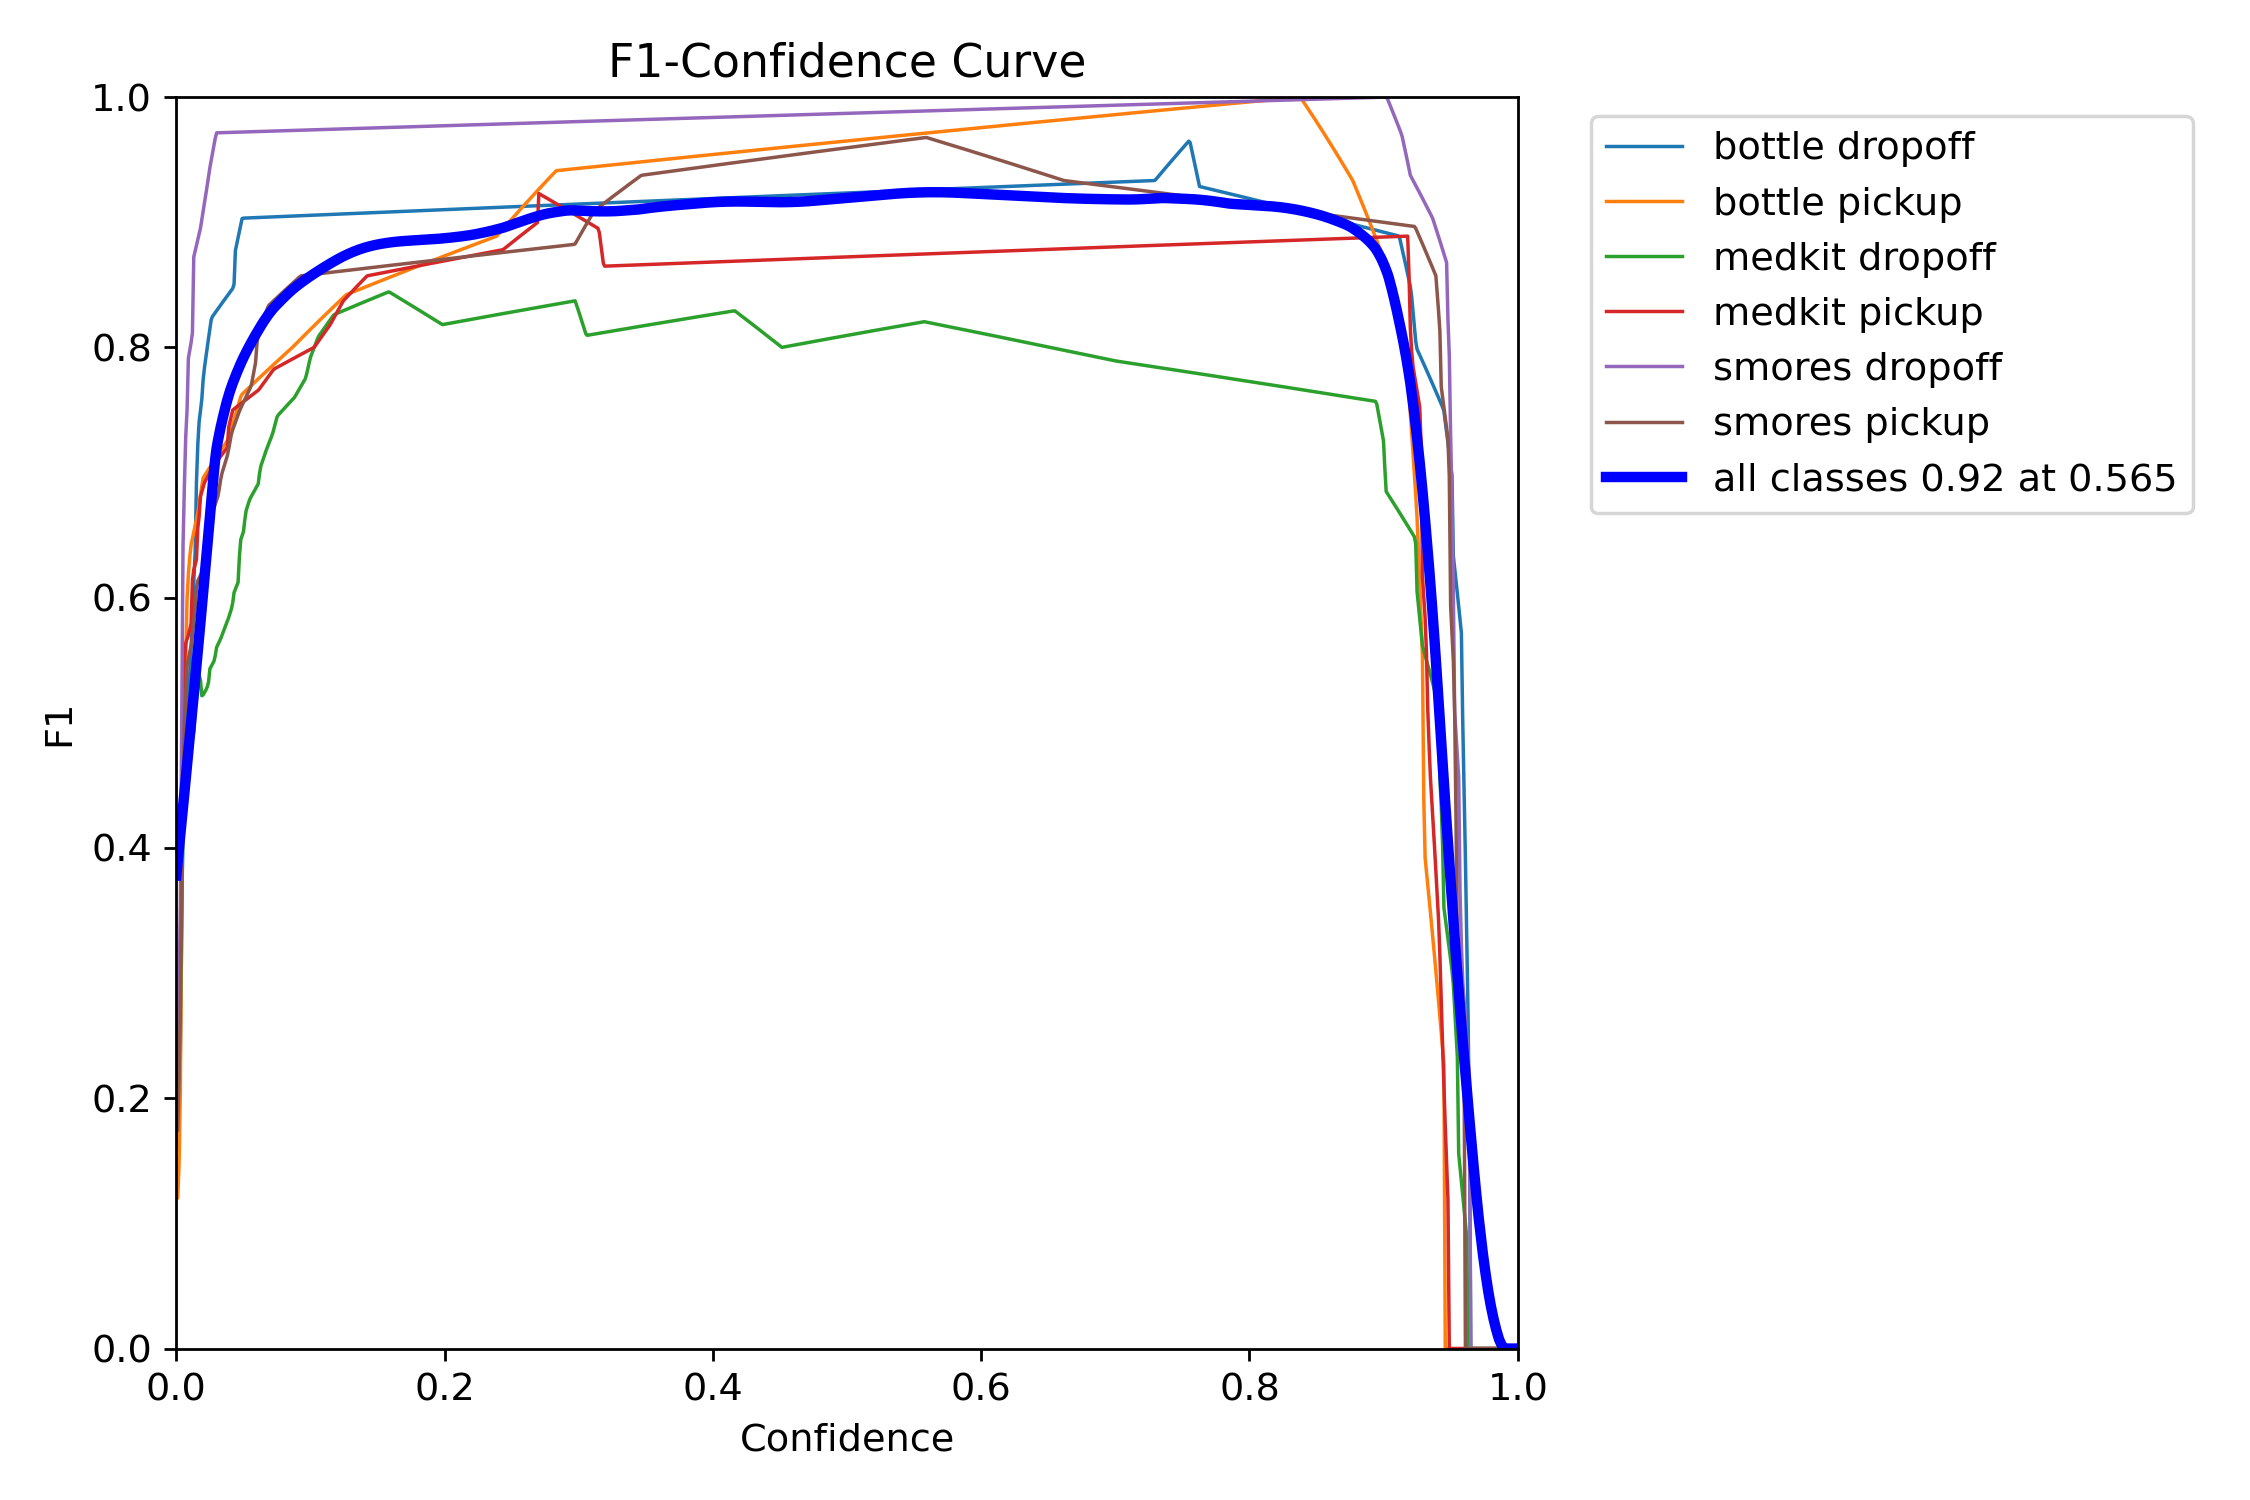 F1-Confidence Curve
1.0
0.8
0.6
0.4
0.2
0.0
F1
0.0 0.2 0.4 0.6 0.8 1.0
Confidence
bottle dropoff
bottle pickup
medkit dropoff
medkit pickup
smores dropoff
smores pickup
all classes 0.92 at 0.565